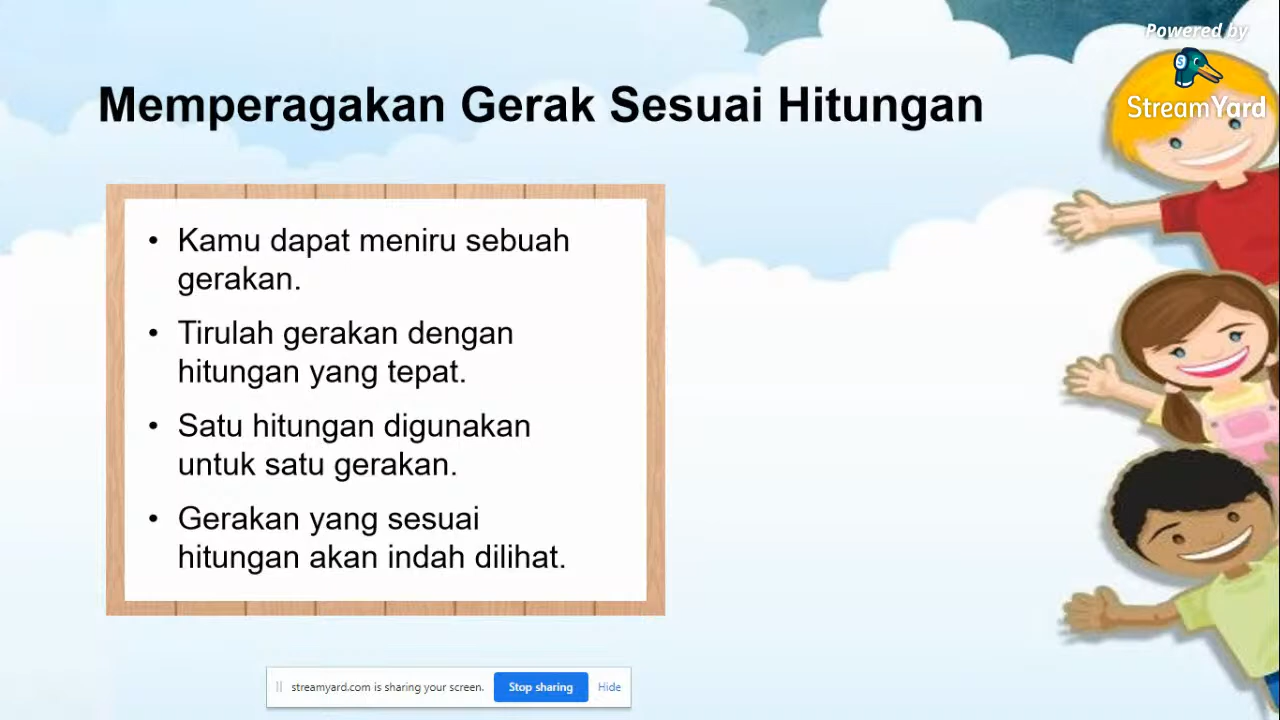 Powered by
StreamYard
Memperagakan Gerak Sesuai Hitungan
• Kamu dapat meniru sebuah
gerakan.
• Tirulah gerakan dengan
hitungan yang tepat.
• Satu hitungan digunakan
untuk satu gerakan.
• Gerakan yang sesuai
hitungan akan indah dilihat.
streamyard.com is sharing your screen. Stop sharing Hide